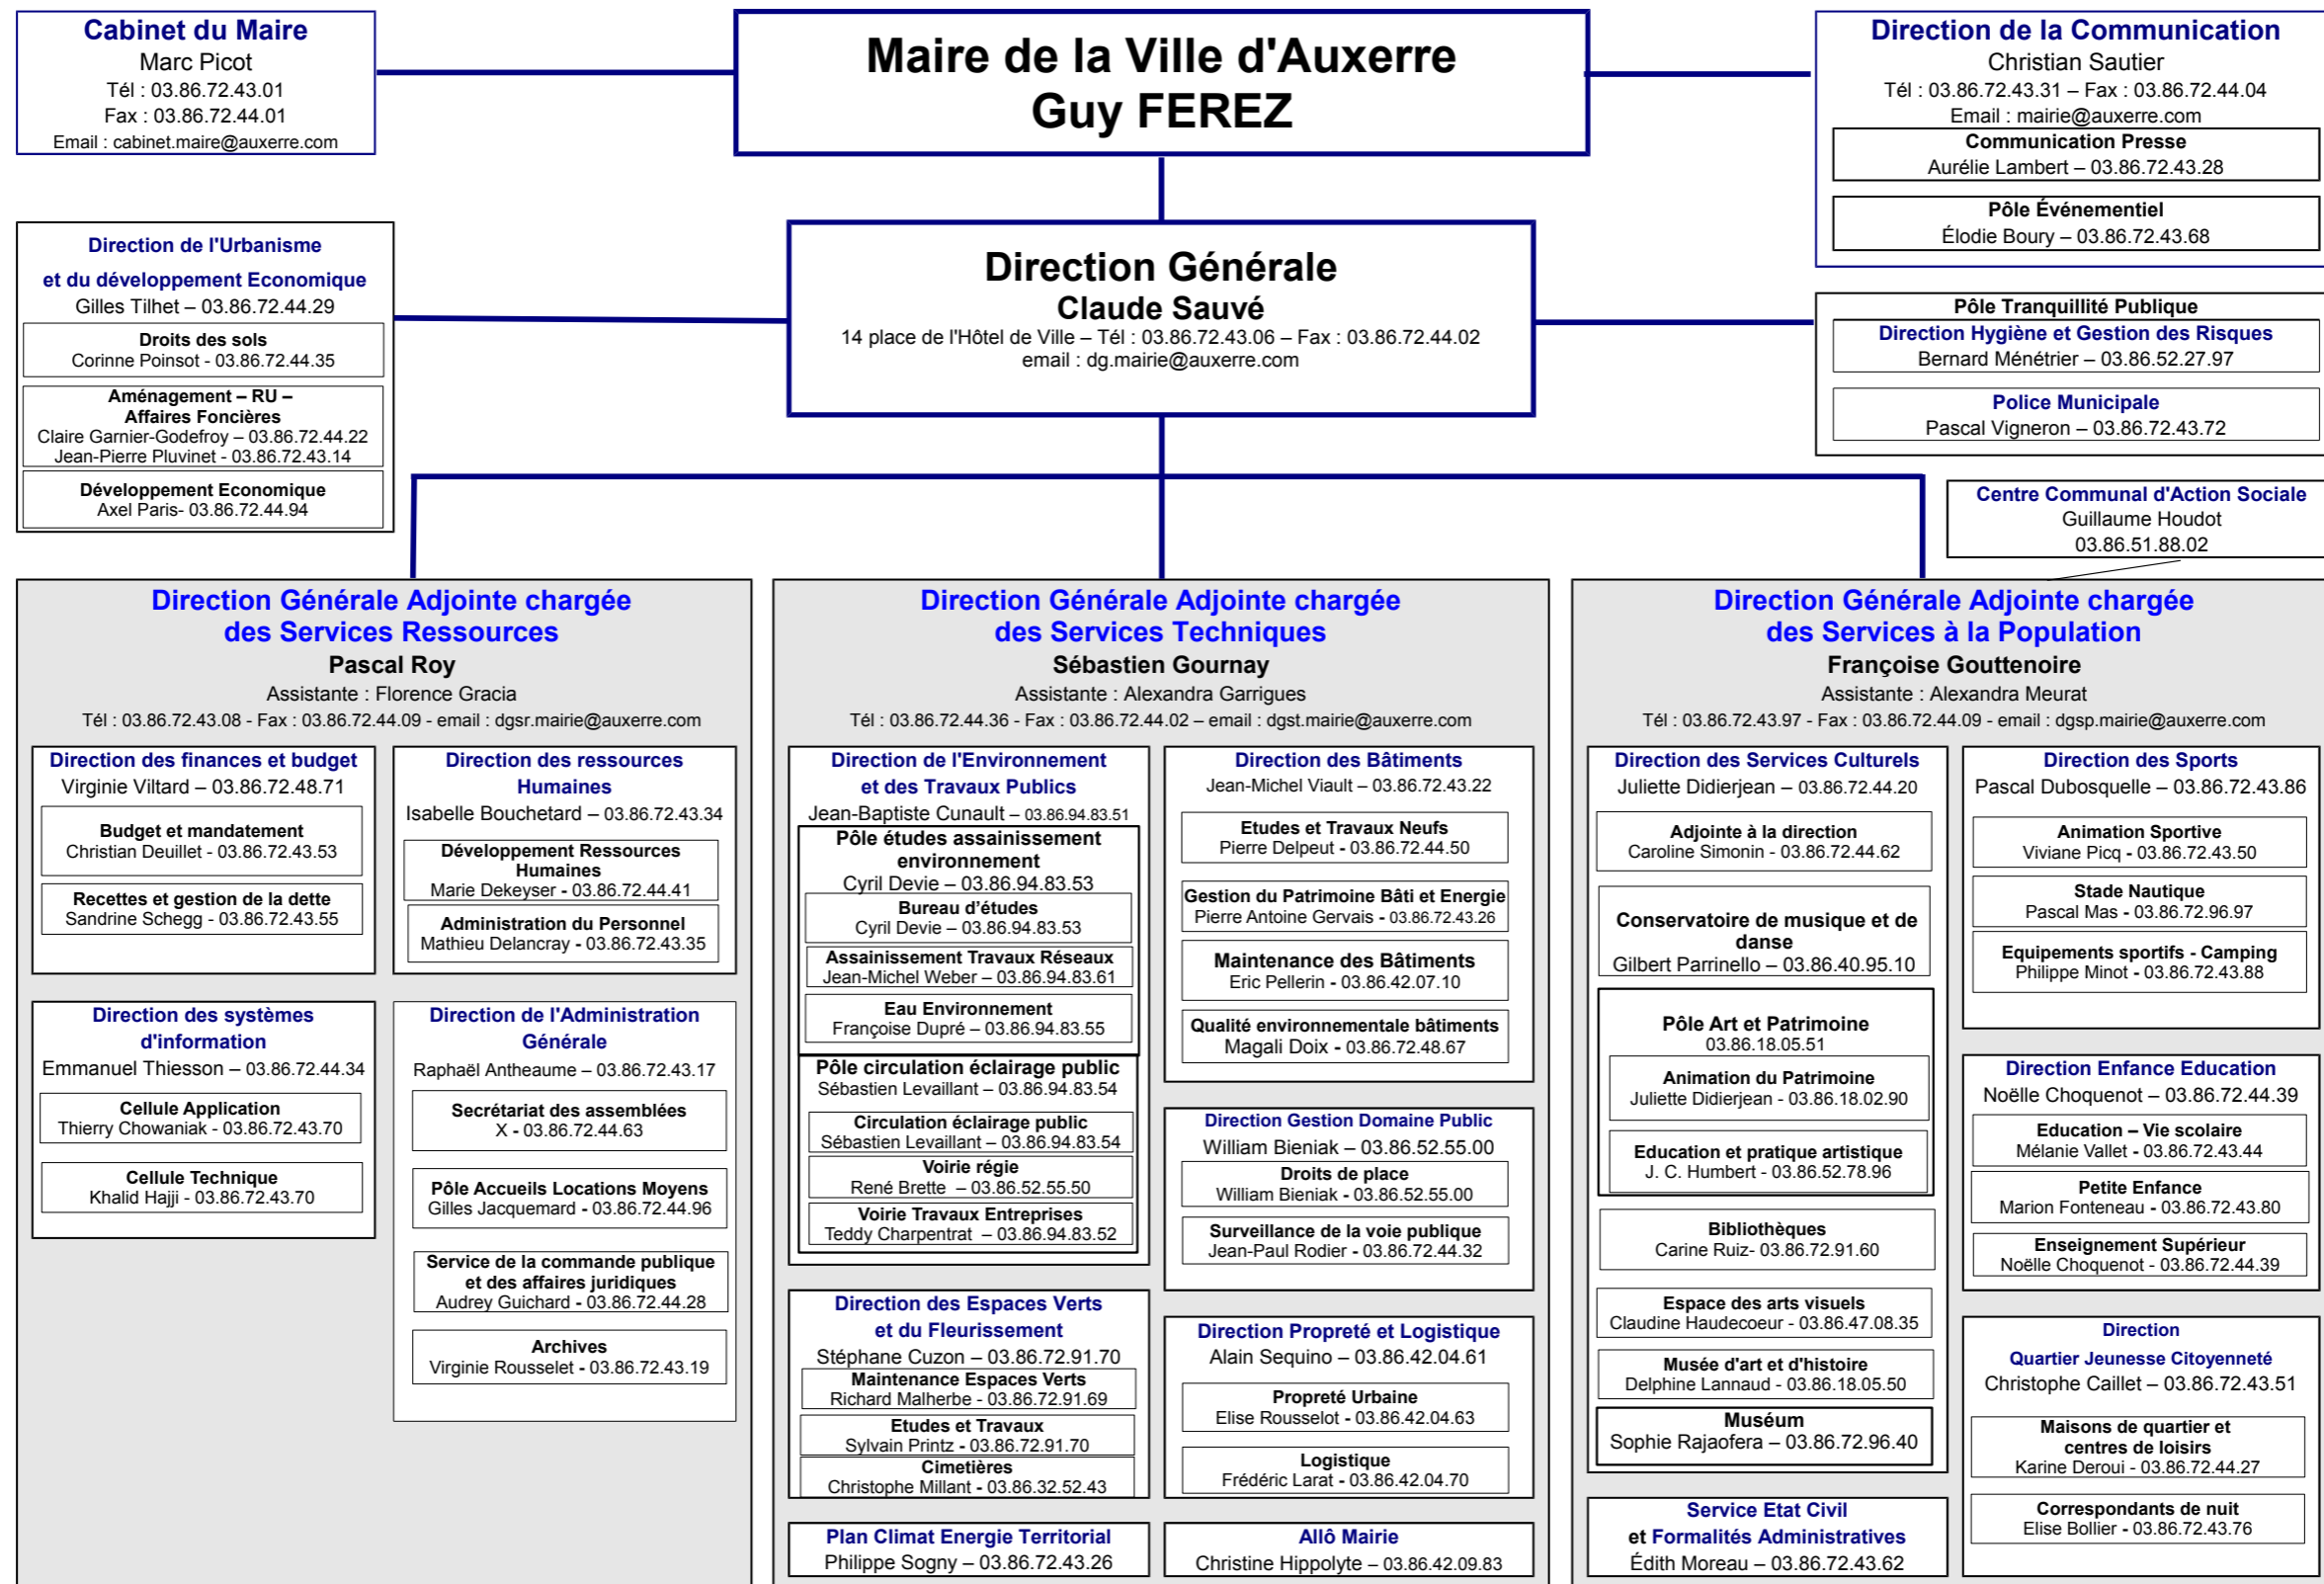 Cabinet du Maire
Marc Picot
Tél : 03.86.72.43.01
Fax : 03.86.72.44.01
Email : cabinet.maire@auxerre.com
Maire de la Ville d'Auxerre
Guy FEREZ
Direction de la Communication
Christian Sautier
Tél : 03.86.72.43.31 – Fax : 03.86.72.44.04
Email : mairie@auxerre.com
Communication Presse
Aurélie Lambert – 03.86.72.43.28
Pôle Événementiel
Élodie Boury – 03.86.72.43.68
Direction de l'Urbanisme
et du développement Economique
Gilles Tilhet – 03.86.72.44.29
Droits des sols
Corinne Poinsot - 03.86.72.44.35
Aménagement – RU –
Affaires Foncières
Claire Garnier-Godefroy – 03.86.72.44.22
Jean-Pierre Pluvinet - 03.86.72.43.14
Développement Economique
Axel Paris- 03.86.72.44.94
Direction Générale
Claude Sauvé
14 place de l'Hôtel de Ville – Tél : 03.86.72.43.06 – Fax : 03.86.72.44.02
email : dg.mairie@auxerre.com
Pôle Tranquillité Publique
Direction Hygiène et Gestion des Risques
Bernard Ménétrier – 03.86.52.27.97
Police Municipale
Pascal Vigneron – 03.86.72.43.72
Centre Communal d'Action Sociale
Guillaume Houdot
03.86.51.88.02
Direction Générale Adjointe chargée
des Services Ressources
Pascal Roy
Assistante : Florence Gracia
Tél : 03.86.72.43.08 - Fax : 03.86.72.44.09 - email : dgsr.mairie@auxerre.com
Direction des finances et budget
Virginie Viltard – 03.86.72.48.71
Budget et mandatement
Christian Deuillet - 03.86.72.43.53
Recettes et gestion de la dette
Sandrine Schegg - 03.86.72.43.55
Direction des ressources
Humaines
Isabelle Bouchetard – 03.86.72.43.34
Développement Ressources
Humaines
Marie Dekeyser - 03.86.72.44.41
Administration du Personnel
Mathieu Delancray - 03.86.72.43.35
Direction des systèmes
d'information
Emmanuel Thiesson – 03.86.72.44.34
Cellule Application
Thierry Chowaniak - 03.86.72.43.70
Cellule Technique
Khalid Hajji - 03.86.72.43.70
Direction de l'Administration
Générale
Raphaël Antheaume – 03.86.72.43.17
Secrétariat des assemblées
X - 03.86.72.44.63
Pôle Accueils Locations Moyens
Gilles Jacquemard - 03.86.72.44.96
Service de la commande publique
et des affaires juridiques
Audrey Guichard - 03.86.72.44.28
Archives
Virginie Rousselet - 03.86.72.43.19
Direction Générale Adjointe chargée
des Services Techniques
Sébastien Gournay
Assistante : Alexandra Garrigues
Tél : 03.86.72.44.36 - Fax : 03.86.72.44.02 – email : dgst.mairie@auxerre.com
Direction de l'Environnement
et des Travaux Publics
Jean-Baptiste Cunault – 03.86.94.83.51
Pôle études assainissement
environnement
Cyril Devie – 03.86.94.83.53
Bureau d’études
Cyril Devie – 03.86.94.83.53
Assainissement Travaux Réseaux
Jean-Michel Weber – 03.86.94.83.61
Eau Environnement
Françoise Dupré – 03.86.94.83.55
Pôle circulation éclairage public
Sébastien Levaillant – 03.86.94.83.54
Circulation éclairage public
Sébastien Levaillant – 03.86.94.83.54
Voirie régie
René Brette – 03.86.52.55.50
Voirie Travaux Entreprises
Teddy Charpentrat – 03.86.94.83.52
Direction des Espaces Verts
et du Fleurissement
Stéphane Cuzon – 03.86.72.91.70
Maintenance Espaces Verts
Richard Malherbe - 03.86.72.91.69
Etudes et Travaux
Sylvain Printz - 03.86.72.91.70
Cimetières
Christophe Millant - 03.86.32.52.43
Plan Climat Energie Territorial
Philippe Sogny – 03.86.72.43.26
Direction des Bâtiments
Jean-Michel Viault – 03.86.72.43.22
Etudes et Travaux Neufs
Pierre Delpeut - 03.86.72.44.50
Gestion du Patrimoine Bâti et Energie
Pierre Antoine Gervais - 03.86.72.43.26
Maintenance des Bâtiments
Eric Pellerin - 03.86.42.07.10
Qualité environnementale bâtiments
Magali Doix - 03.86.72.48.67
Direction Gestion Domaine Public
William Bieniak – 03.86.52.55.00
Droits de place
William Bieniak - 03.86.52.55.00
Surveillance de la voie publique
Jean-Paul Rodier - 03.86.72.44.32
Direction Propreté et Logistique
Alain Sequino – 03.86.42.04.61
Propreté Urbaine
Elise Rousselot - 03.86.42.04.63
Logistique
Frédéric Larat - 03.86.42.04.70
Allô Mairie
Christine Hippolyte – 03.86.42.09.83
Direction Générale Adjointe chargée
des Services à la Population
Françoise Gouttenoire
Assistante : Alexandra Meurat
Tél : 03.86.72.43.97 - Fax : 03.86.72.44.09 - email : dgsp.mairie@auxerre.com
Direction des Services Culturels
Juliette Didierjean – 03.86.72.44.20
Adjointe à la direction
Caroline Simonin - 03.86.72.44.62
Conservatoire de musique et de
danse
Gilbert Parrinello – 03.86.40.95.10
Pôle Art et Patrimoine
03.86.18.05.51
Animation du Patrimoine
Juliette Didierjean - 03.86.18.02.90
Education et pratique artistique
J. C. Humbert - 03.86.52.78.96
Bibliothèques
Carine Ruiz- 03.86.72.91.60
Espace des arts visuels
Claudine Haudecoeur - 03.86.47.08.35
Musée d'art et d'histoire
Delphine Lannaud - 03.86.18.05.50
Muséum
Sophie Rajaofera – 03.86.72.96.40
Service Etat Civil
et Formalités Administratives
Édith Moreau – 03.86.72.43.62
Direction des Sports
Pascal Dubosquelle – 03.86.72.43.86
Animation Sportive
Viviane Picq - 03.86.72.43.50
Stade Nautique
Pascal Mas - 03.86.72.96.97
Equipements sportifs - Camping
Philippe Minot - 03.86.72.43.88
Direction Enfance Education
Noëlle Choquenot – 03.86.72.44.39
Education – Vie scolaire
Mélanie Vallet - 03.86.72.43.44
Petite Enfance
Marion Fonteneau - 03.86.72.43.80
Enseignement Supérieur
Noëlle Choquenot - 03.86.72.44.39
Direction
Quartier Jeunesse Citoyenneté
Christophe Caillet – 03.86.72.43.51
Maisons de quartier et
centres de loisirs
Karine Deroui - 03.86.72.44.27
Correspondants de nuit
Elise Bollier - 03.86.72.43.76